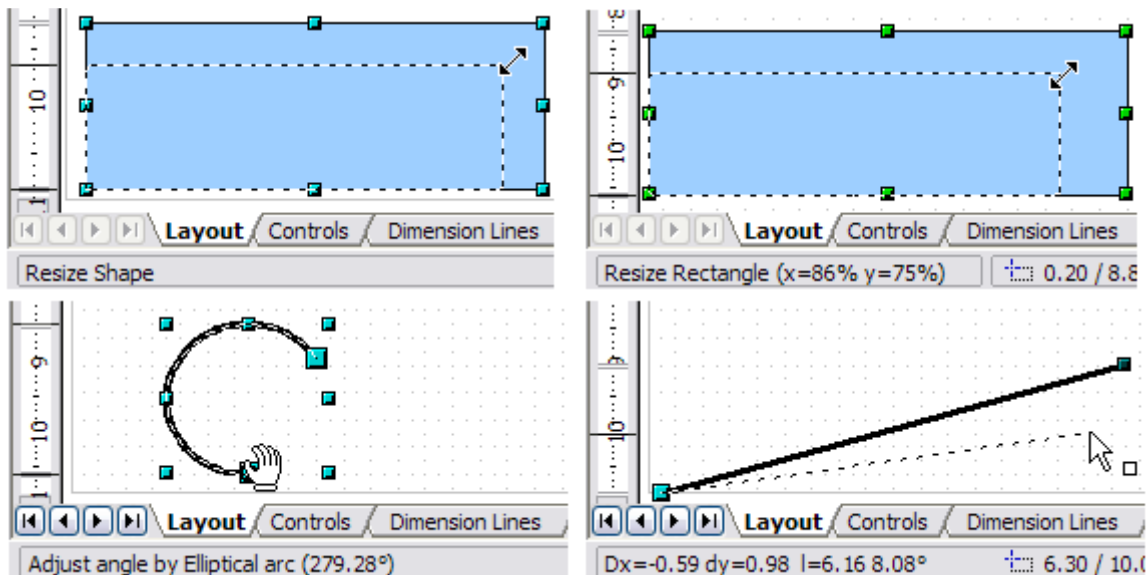 10
Layout Controls Dimension Lines
Resize Shape
9
10
Layout Controls Dimension Lines
Resize Rectangle (x=86% y=75%) 0.20 / 8.8
9
10
Layout Controls Dimension Lines
Adjust angle by Elliptical arc (279.28°)
10
Layout Controls Dimension Lines
Dx=-0.59 dy=0.98 l=6.16 8.08° 6.30 / 10.0